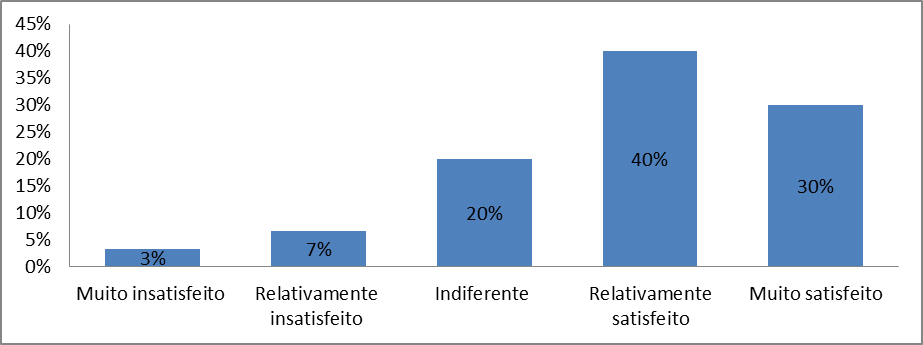 45%
40%
35%
30%
25%
20%
15%
10%
5%
0%
3%
7%
20%
40%
30%
Muito insatisfeito
Relativamente
insatisfeito
Indiferente
Relativamente
satisfeito
Muito satisfeito